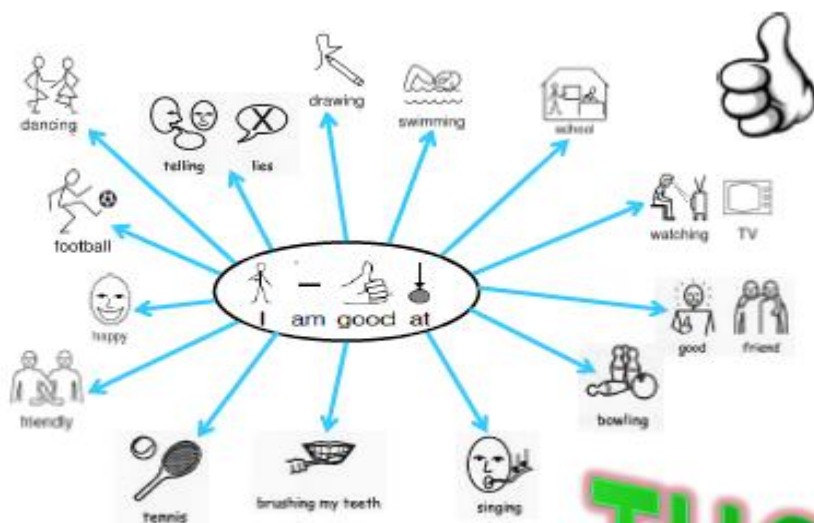 drawing
swimming
dancing
school
telling lies
watching TV
football
I am good at
happy
good friend
bowling
friendly
tennis
brushing my teeth
singing